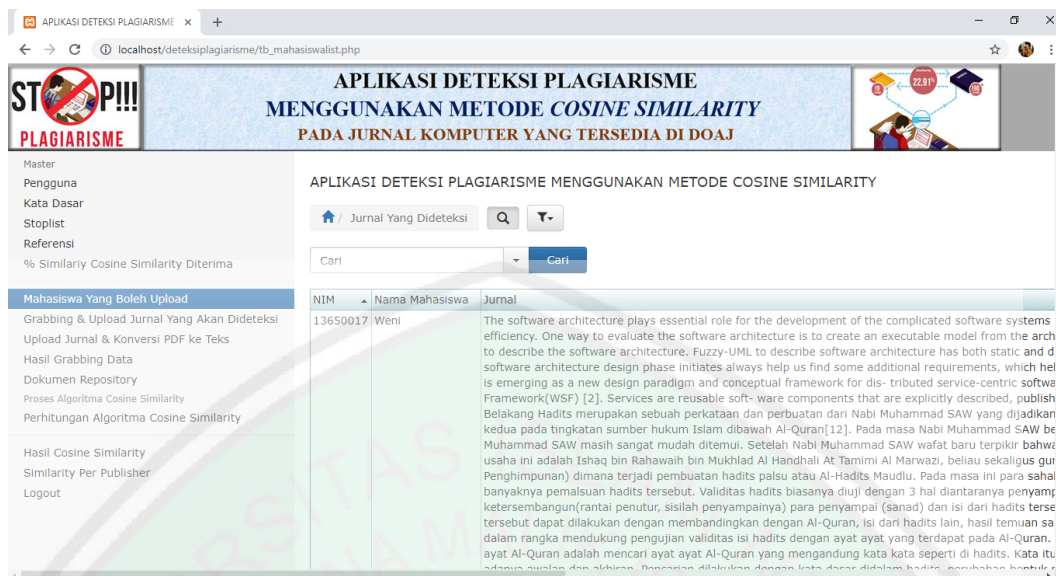 APLIKASI DETEKSI PLAGIARISME
localhost/deteksiplagiarisme/tb_mahasiswalist.php
STOP!!!
PLAGIARISME
APLIKASI DETEKSI PLAGIARISME
MENGGUNAKAN METODE COSINE SIMILARITY
PADA JURNAL KOMPUTER YANG TERSEDIA DI DOAJ
22,91%
Master
Pengguna
Kata Dasar
Stoplist
Referensi
% Similariy Cosine Similarity Diterima
Mahasiswa Yang Boleh Upload
Grabbing & Upload Jurnal Yang Akan Dideteksi
Upload Jurnal & Konversi PDF ke Teks
Hasil Grabbing Data
Dokumen Repository
Proses Algoritma Cosine Similarity
Perhitungan Algoritma Cosine Similarity
Hasil Cosine Similarity
Similarity Per Publisher
Logout
APLIKASI DETEKSI PLAGIARISME MENGGUNAKAN METODE COSINE SIMILARITY
/ Jurnal Yang Dideteksi
Cari Cari
NIM Nama Mahasiswa Jurnal
13650017 Weni The software architecture plays essential role for the development of the complicated software systems
efficiency. One way to evaluate the software architecture is to create an executable model from the arch
to describe the software architecture. Fuzzy-UML to describe software architecture has both static and d
software architecture design phase initiates always help us find some additional requirements, which hel
is emerging as a new design paradigm and conceptual framework for dis- tributed service-centric softwa
Framework(WSF) [2]. Services are reusable soft- ware components that are explicitly described, publish
Belakang Hadits merupakan sebuah perkataan dan perbuatan dari Nabi Muhammad SAW yang dijadikan
kedua pada tingkatan sumber hukum Islam dibawah Al-Quran[12]. Pada masa Nabi Muhammad SAW be
Muhammad SAW masih sangat mudah ditemui. Setelah Nabi Muhammad SAW wafat baru terpikir bahwa
usaha ini adalah Ishaq bin Rahawaih bin Mukhlad Al Handhali At Tamimi Al Marwazi, beliau sekaligus gur
Penghimpunan) dimana terjadi pembuatan hadits palsu atau Al-Hadits Maudlu. Pada masa ini para sahal
banyaknya pemalsuan hadits tersebut. Validitas hadits biasanya diuji dengan 3 hal diantaranya penyamp
ketersembangun(rantai penutur, sisilah penyampainya) para penyampai (sanad) dan isi dari hadits terse
tersebut dapat dilakukan dengan membandingkan dengan Al-Quran, isi dari hadits lain, hasil temuan sa
dalam rangka mendukung pengujian validitas isi hadits dengan ayat ayat yang terdapat pada Al-Quran.
ayat Al-Quran adalah mencari ayat ayat Al-Quran yang mengandung kata kata seperti di hadits. Kata itu
adanya awalan dan akhiran. Pencarian dilakukan dengan kata dasar didalam hadits, perubahan bentuk